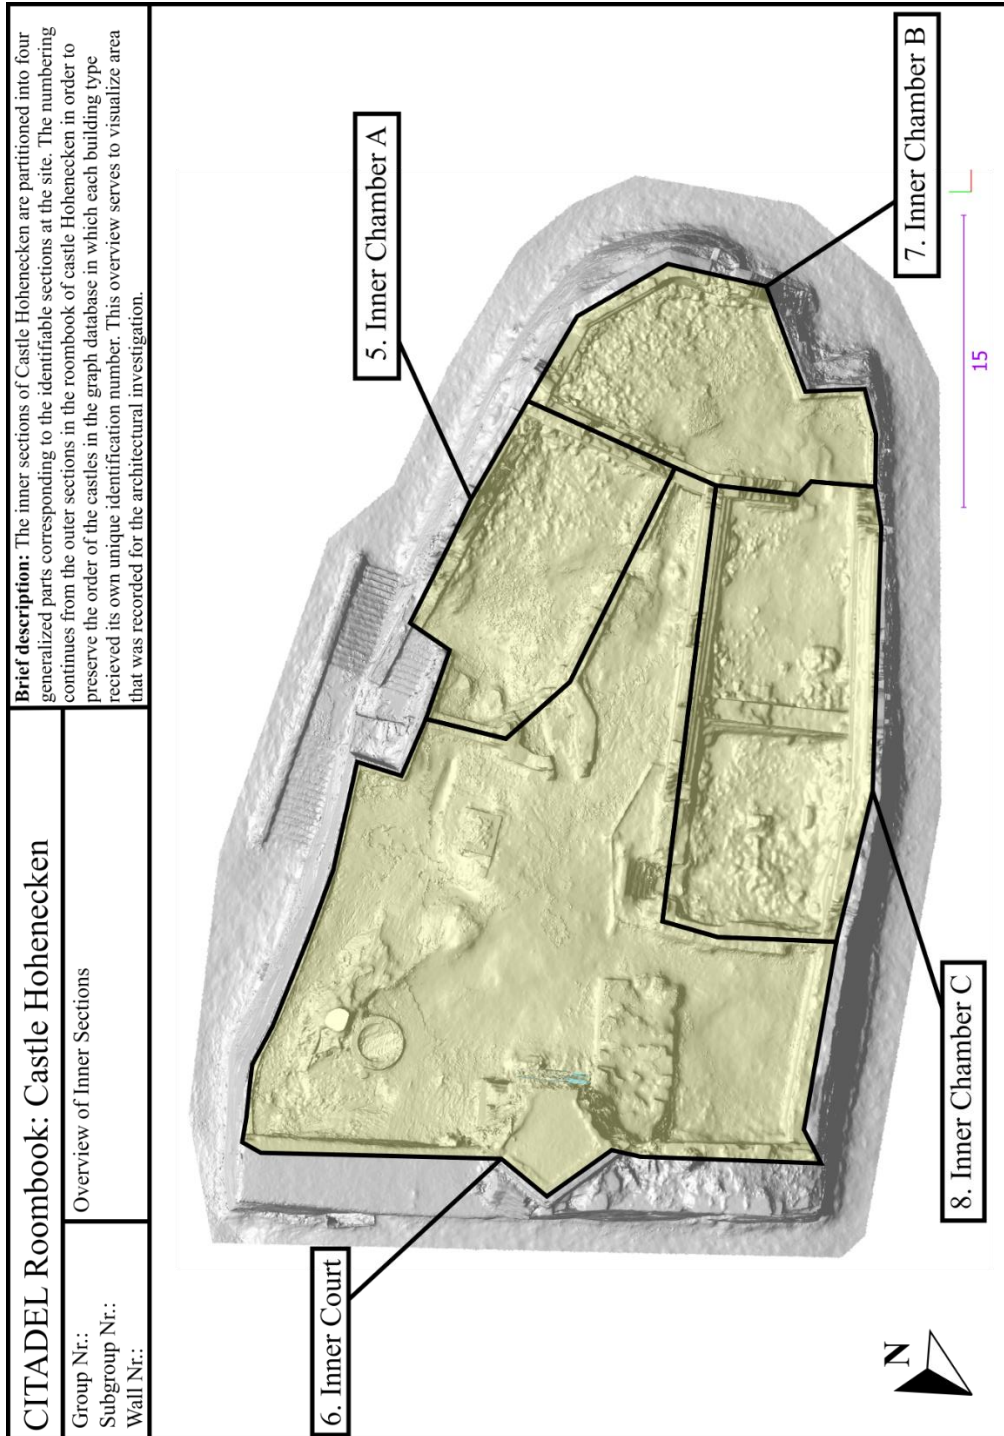 CITADEL Roombook: Castle Hohenecken
Group Nr.:
Subgroup Nr.:
Wall Nr.:
Overview of Inner Sections
Brief description: The inner sections of Castle Hohenecken are partitioned into four
generalized parts corresponding to the identifiable sections at the site. The numbering
continues from the outer sections in the roombook of castle Hohenecken in order to
preserve the order of the castles in the graph database in which each building type
recieved its own unique identification number. This overview serves to visualize area
that was recorded for the architectural investigation.
5. Inner Chamber A
7. Inner Chamber B
6. Inner Court
8. Inner Chamber C
15
N